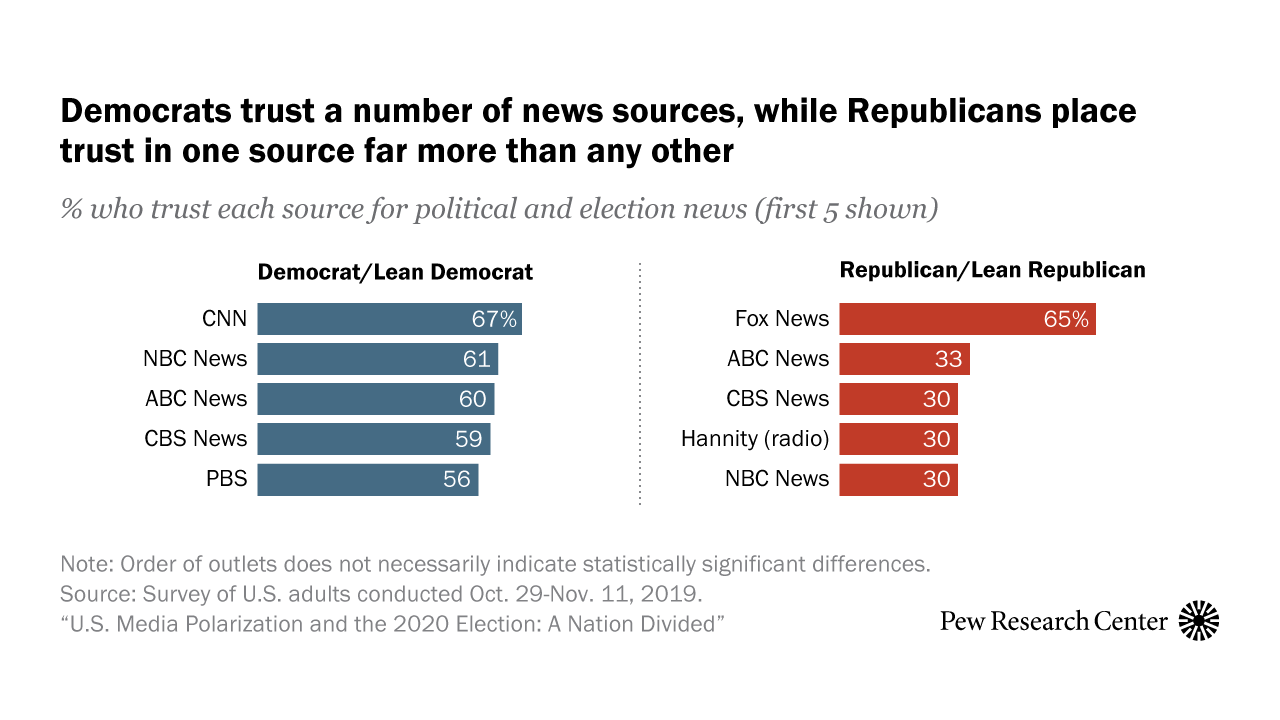 Democrats trust a number of news sources, while Republicans place
trust in one source far more than any other
% who trust each source for political and election news (first 5 shown)
Democrat/Lean Democrat
CNN 67%
NBC News 61
ABC News 60
CBS News 59
PBS 56
Republican/Lean Republican
Fox News 65%
ABC News 33
CBS News 30
Hannity (radio) 30
NBC News 30
Note: Order of outlets does not necessarily indicate statistically significant differences.
Source: Survey of U.S. adults conducted Oct. 29-Nov. 11, 2019.
“U.S. Media Polarization and the 2020 Election: A Nation Divided”
Pew Research Center